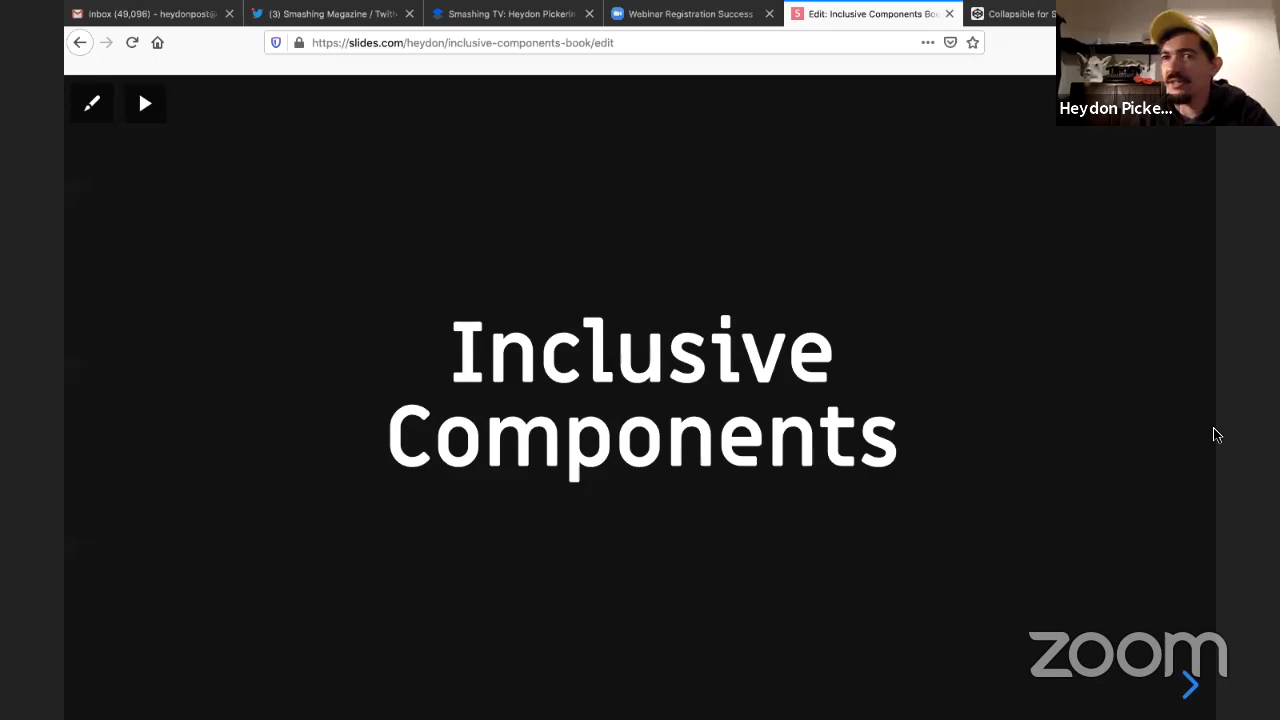 Inbox (49,096) - heydonpost@
(3) Smashing Magazine / Twitt
Smashing TV: Heydon Pickerin
Webinar Registration Success
S
Edit: Inclusive Components Bo
Collapsible for S
https://slides.com/heydon/inclusive-components-book/edit
Heydon Picke...
Inclusive
Components
zoom